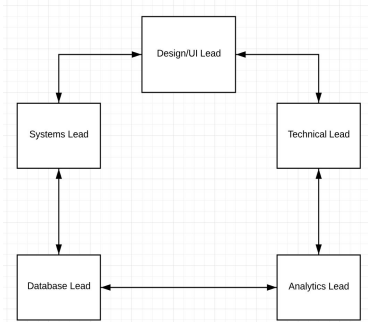 Design/UI Lead
Systems Lead
Technical Lead
Database Lead
Analytics Lead